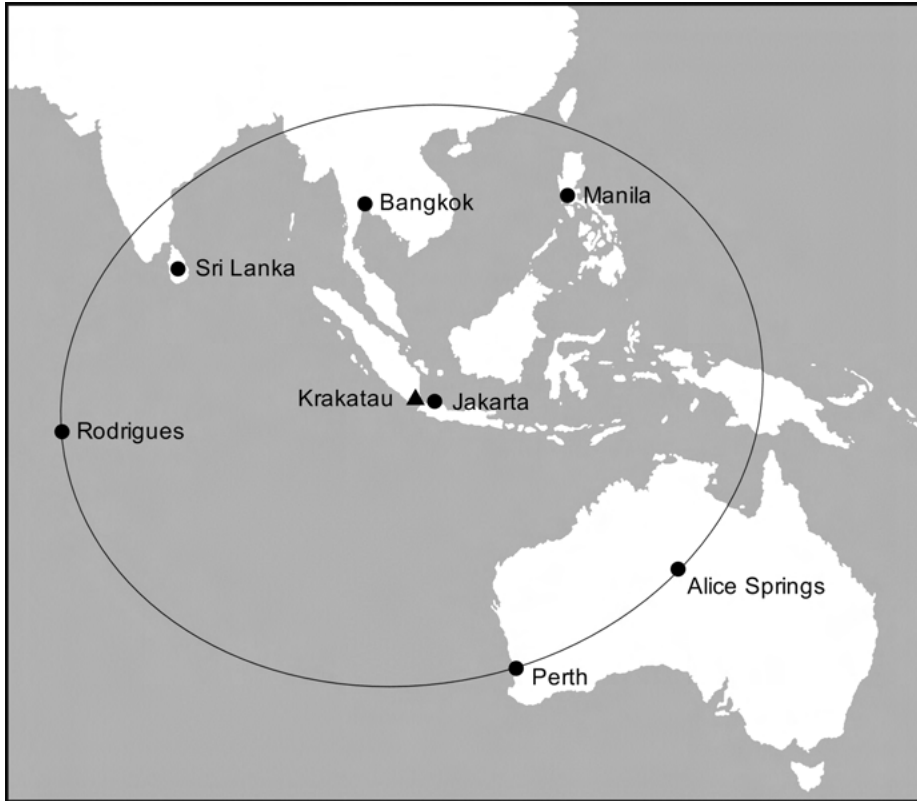 Bangkok
Manila
Sri Lanka
Krakatau
Jakarta
Rodrigues
Alice Springs
Perth